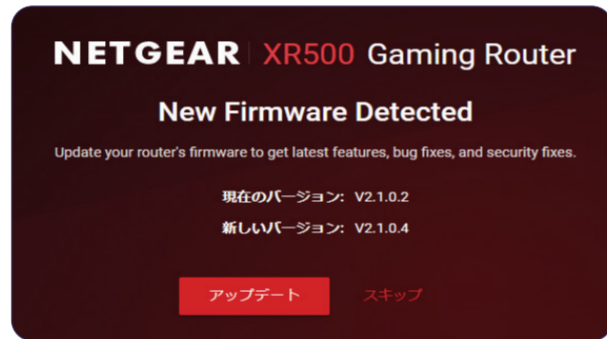 NETGEAR XR500 Gaming Router
New Firmware Detected
Update your router's firmware to get latest features, bug fixes, and security fixes.
現在のバージョン: V2.1.0.2
新しいバージョン: V2.1.0.4
アップデート スキップ